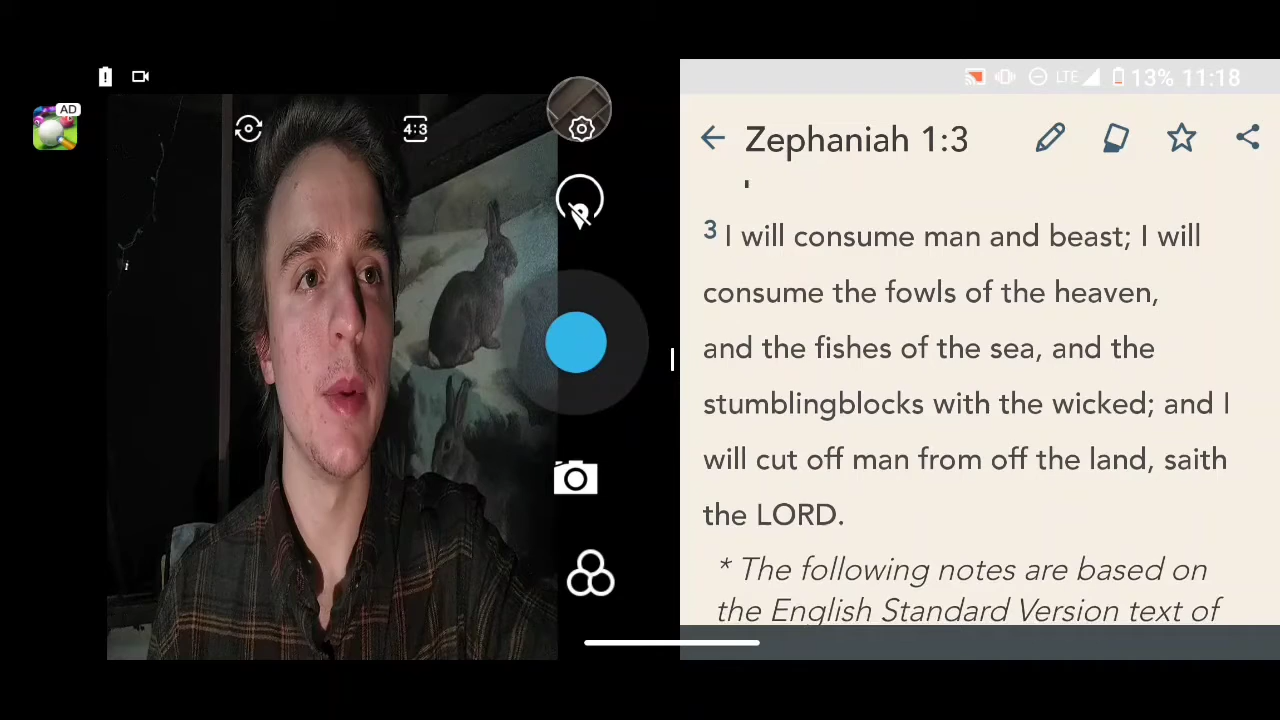 AD
4:3
LTE 13% 11:18
Zephaniah 1:3
3 I will consume man and beast; I will
consume the fowls of the heaven,
and the fishes of the sea, and the
stumblingblocks with the wicked; and I
will cut off man from off the land, saith
the LORD.
* The following notes are based on
the English Standard Version text of